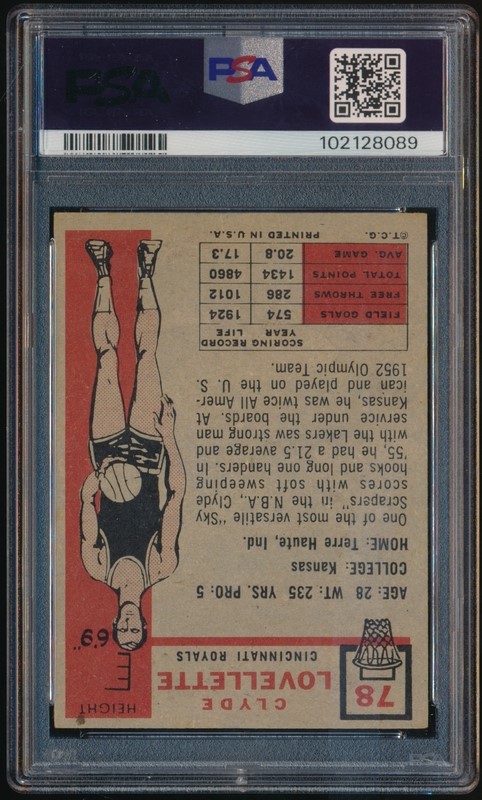 PSA
PSA
102128089
78
CLYDE
LOVELLETTE
CINCINNATI ROYALS
HEIGHT
6'9"
AGE: 28 WT: 235 YRS. PRO: 5
COLLEGE: Kansas
HOME: Terre Haute, Ind.
One of the most versatile "Sky
Scrapers" in the N.B.A., Clyde
scores with soft sweeping
hooks and long one handers. In
'55, he had a 21.5 average and
with the Lakers saw strong man
service under the boards. At
Kansas, he was twice All Amer-
ican and played on the U. S.
1952 Olympic Team.
SCORING RECORD YEAR LIFE
FIELD GOALS 574 1924
FREE THROWS 286 1012
TOTAL POINTS 1434 4860
AVG. GAME 20.8 17.3
©T.C.G. PRINTED IN U.S.A.